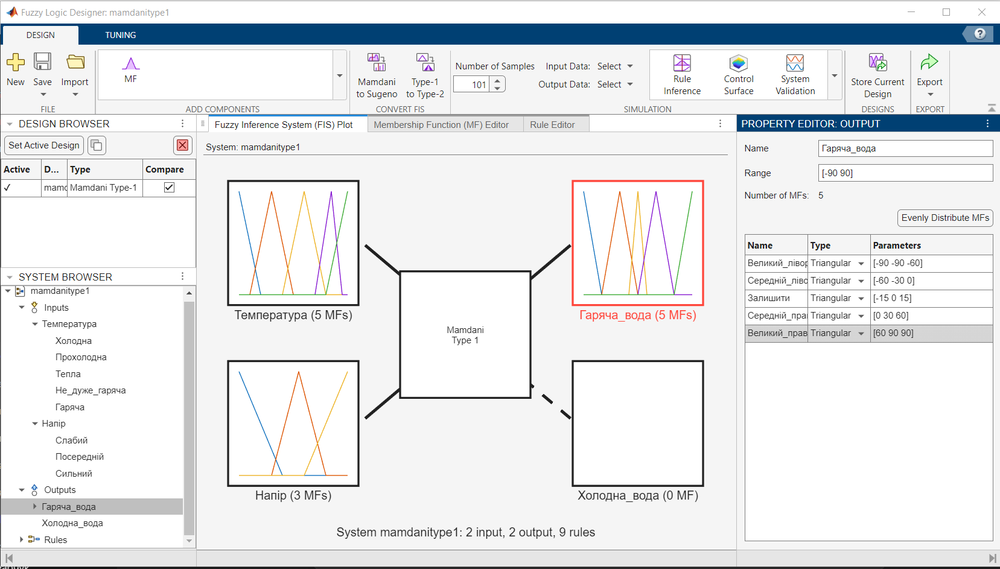 Fuzzy Logic Designer: mamdanitype1
DESIGN
TUNING
New
Save
Import
FILE
MF
ADD COMPONENTS
Mamdani
to Sugeno
Type-1
to Type-2
CONVERT FIS
Number of Samples
101
Input Data: Select
Output Data: Select
Rule
Inference
Control
Surface
System
Validation
SIMULATION
Store Current
Design
DESIGNS
Export
EXPORT
DESIGN BROWSER
Set Active Design
Active D... Type Compare
mamd Mamdani Type-1
SYSTEM BROWSER
mamdanitype1
Inputs
Температура
Холодна
Прохолодна
Тепла
Не_дуже_гаряча
Гаряча
Напір
Слабий
Посередній
Сильний
Outputs
Гаряча_вода
Холодна_вода
Rules
Fuzzy Inference System (FIS) Plot
Membership Function (MF) Editor
Rule Editor
System: mamdanitype1
Температура (5 MFs)
Гаряча_вода (5 MFs)
Mamdani
Type 1
Напір (3 MFs)
Холодна_вода (0 MF)
System mamdanitype1: 2 input, 2 output, 9 rules
PROPERTY EDITOR: OUTPUT
Name Гаряча_вода
Range [-90 90]
Number of MFs: 5
Evenly Distribute MFs
Name Type Parameters
Великий_лівор Triangular [-90 -90 -60]
Середній_ліво Triangular [-60 -30 0]
Залишити Triangular [-15 0 15]
Середній_пра Triangular [0 30 60]
Великий_прав Triangular [60 90 90]